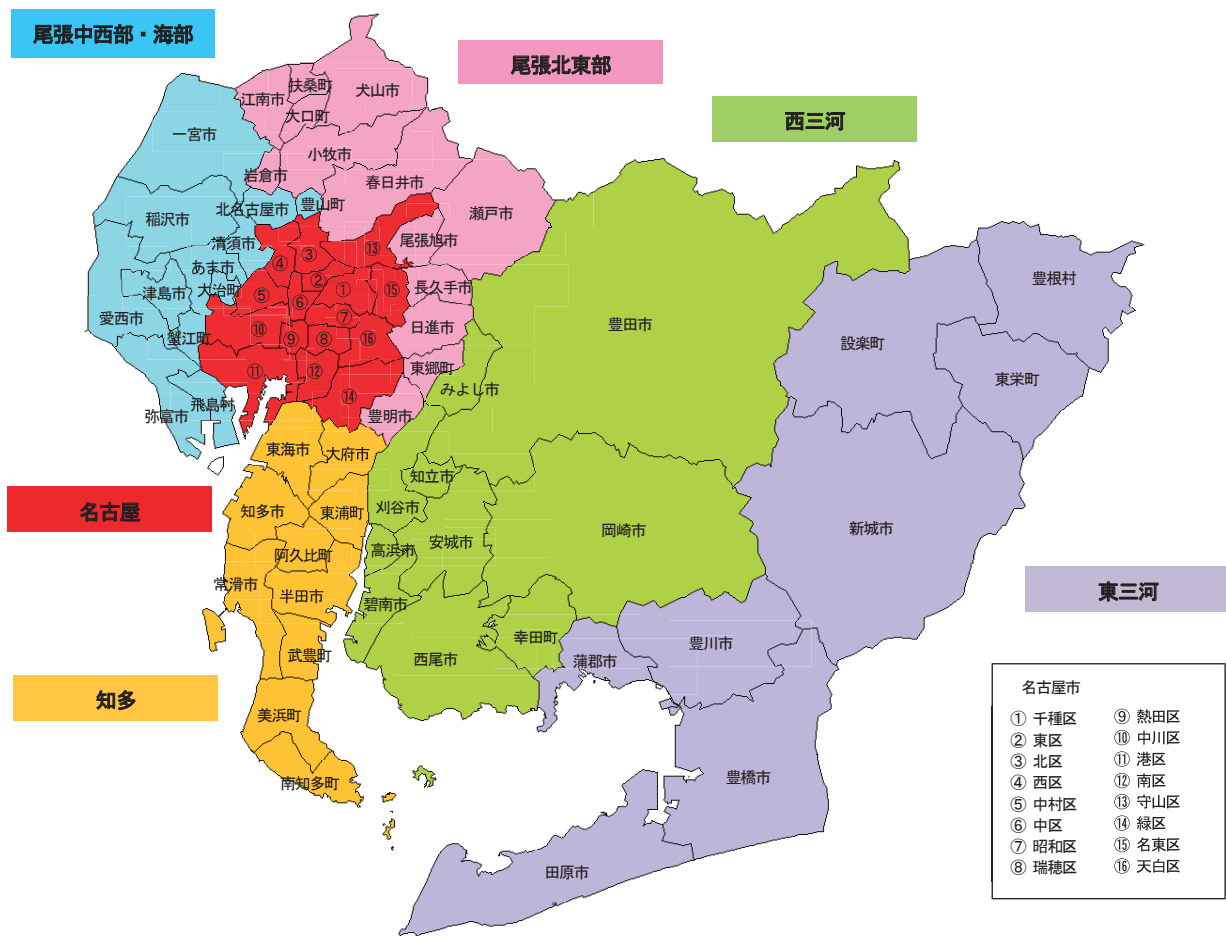 尾張中西部・海部
尾張北東部
西三河
扶桑町
犬山市
江南市
大口町
一宮市
小牧市
岩倉市
春日井市
豊山町
北名古屋市
稲沢市
瀬戸市
清須市
尾張旭市
③
⑬
④
あま市
②
豊根村
大治町
津島市
⑤
①
⑮
長久手市
⑥
愛西市
⑦
豊田市
日進市
蟹江町
⑩
⑨
⑧
⑯
設楽町
東郷町
⑪
⑫
みよし市
東栄町
⑭
飛島村
弥富市
豊明市
東海市
大府市
知立市
名古屋
知多市
東浦町
刈谷市
岡崎市
新城市
安城市
高浜市
阿久比町
常滑市
半田市
碧南市
東三河
幸田町
豊川市
武豊町
西尾市
蒲郡市
知多
美浜町
南知多町
豊橋市
田原市
名古屋市
① 千種区
② 東区
③ 北区
④ 西区
⑤ 中村区
⑥ 中区
⑦ 昭和区
⑧ 瑞穂区
⑨ 熱田区
⑩ 中川区
⑪ 港区
⑫ 南区
⑬ 守山区
⑭ 緑区
⑮ 名東区
⑯ 天白区